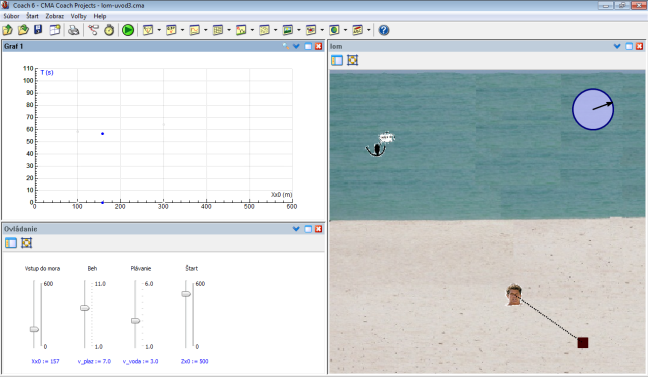 Coach 6 - CMA Coach Projects - lom-uvod3.cma
Súbor Štart Zobraz Voľby Help
Graf 1
T (s)
110
100
90
80
70
60
50
40
30
20
10
0
0 100 200 300 400 500 600
Xx0 (m)
Ovládanie
Vstup do mora Beh Plávanie Štart
600 11.0 6.0 600
0 1.0 1.0 0
Xx0 := 157 v_plaz := 7.0 v_voda := 3.0 Zx0 := 500
lom